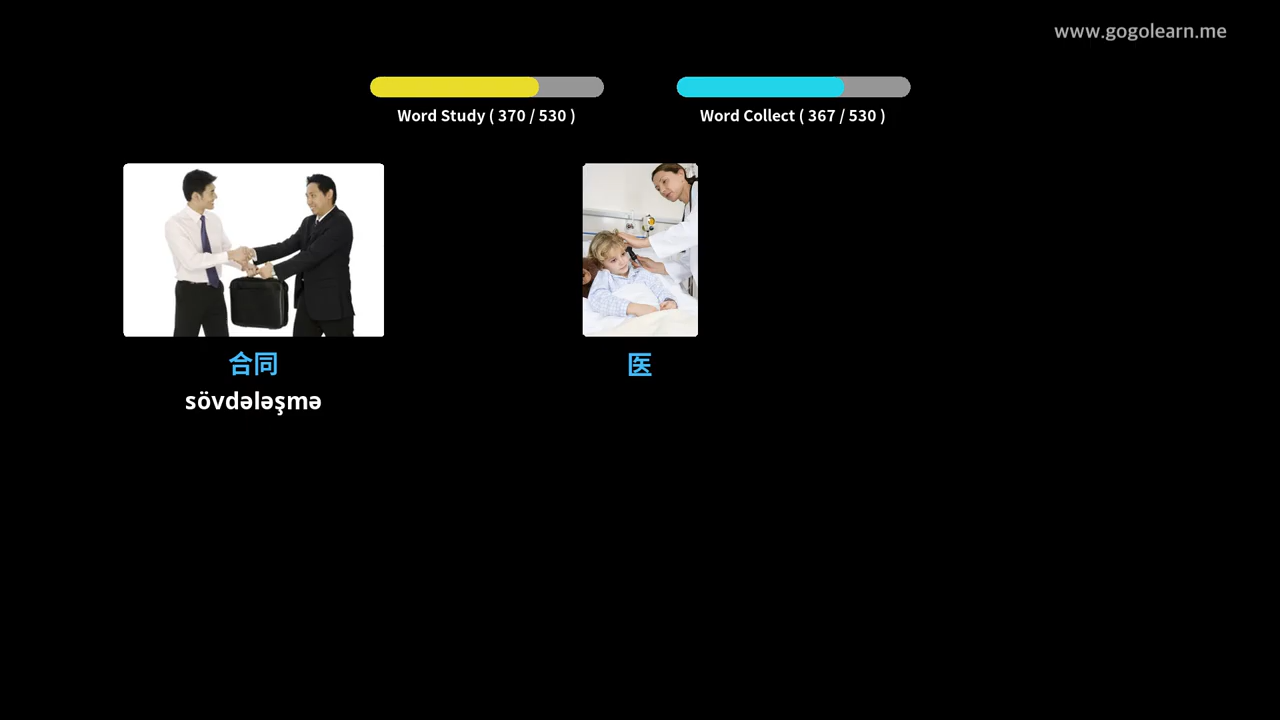 www.gogolearn.me
Word Study ( 370 / 530 )
Word Collect ( 367 / 530 )
合同
医
sövdələşmə